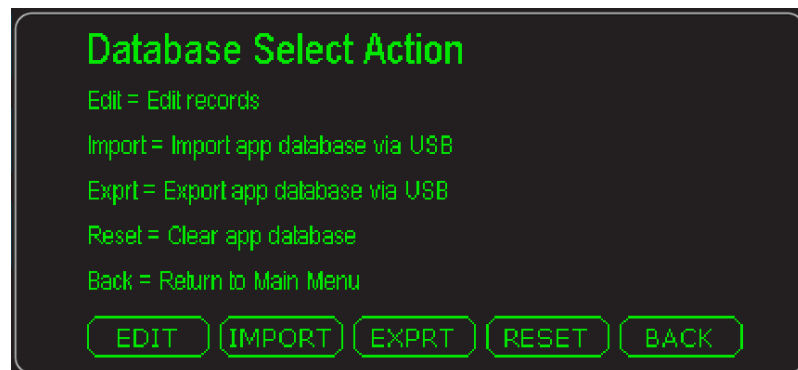 Database Select Action
Edit = Edit records
Import = Import app database via USB
Exprt = Export app database via USB
Reset = Clear app database
Back = Return to Main Menu
EDIT IMPORT EXPRT RESET BACK